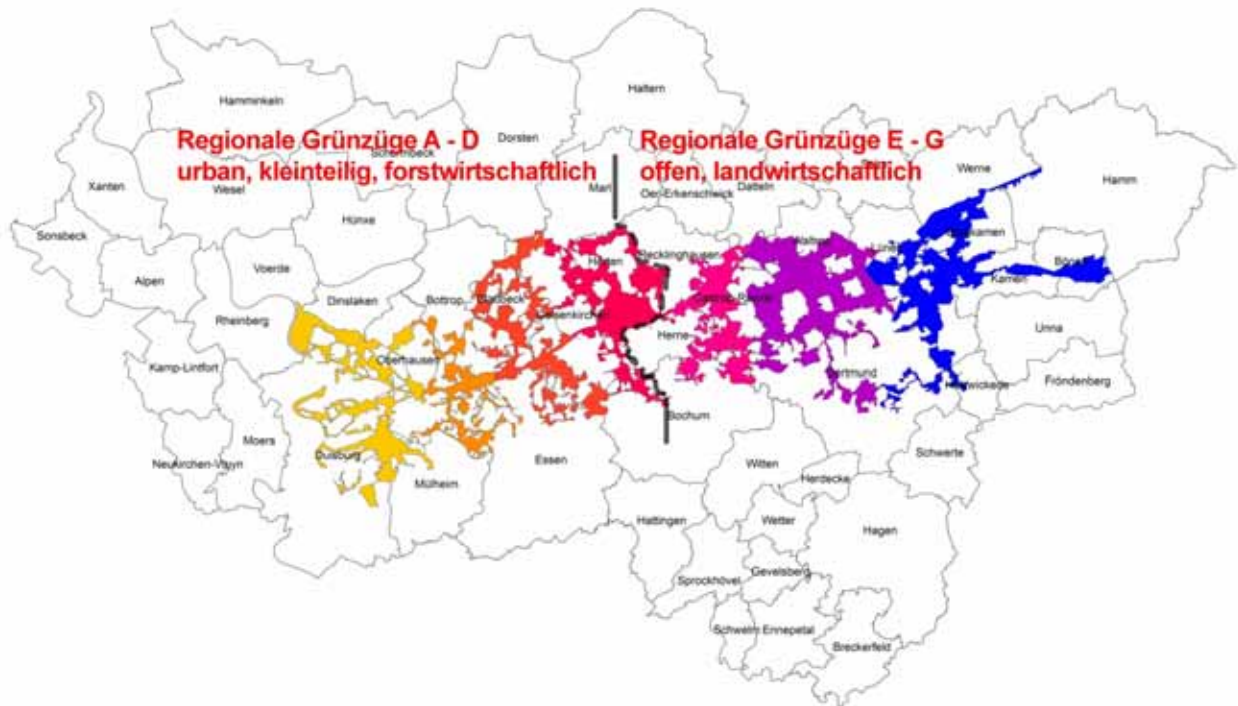 Hamminkeln
Haltern
Regionale Grünzüge A - D
urban, kleinteilig, forstwirtschaftlich
Regionale Grünzüge E - G
offen, landwirtschaftlich
Dorsten
Schermbeck
Werne
Hamm
Xanten
Wesel
Marl
Oer-Erkenschwick
Datteln
Hünxe
Sonsbeck
Waltrop
Lünen
Bergkamen
Alpen
Voerde
Herten
Recklinghausen
Bönen
Kamen
Dinslaken
Bottrop
Gladbeck
Castrop-Rauxel
Rheinberg
Gelsenkirchen
Unna
Herne
Oberhausen
Kamp-Lintfort
Dortmund
Holzwickede
Fröndenberg
Bochum
Moers
Duisburg
Essen
Neukirchen-Vluyn
Mülheim
Witten
Schwerte
Herdecke
Hattingen
Wetter
Hagen
Gevelsberg
Sprockhövel
Schwelm
Ennepetal
Breckerfeld